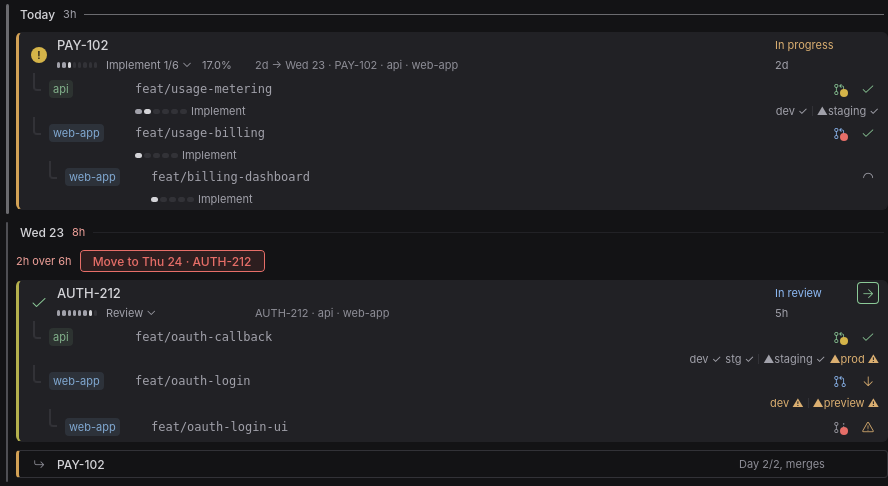 Today 3h
PAY-102 In progress
Implement 1/6 17.0% 2d → Wed 23 · PAY-102 · api · web-app 2d
api feat/usage-metering
Implement dev ✓ ▲staging ✓
web-app feat/usage-billing
Implement
web-app feat/billing-dashboard
Implement
Wed 23 8h
2h over 6h Move to Thu 24 · AUTH-212
AUTH-212 In review
Review AUTH-212 · api · web-app 5h
api feat/oauth-callback
dev ✓ stg ✓ ▲staging ✓ ▲prod ⚠
web-app feat/oauth-login
dev ⚠ ▲preview ⚠
web-app feat/oauth-login-ui
PAY-102 Day 2/2, merges